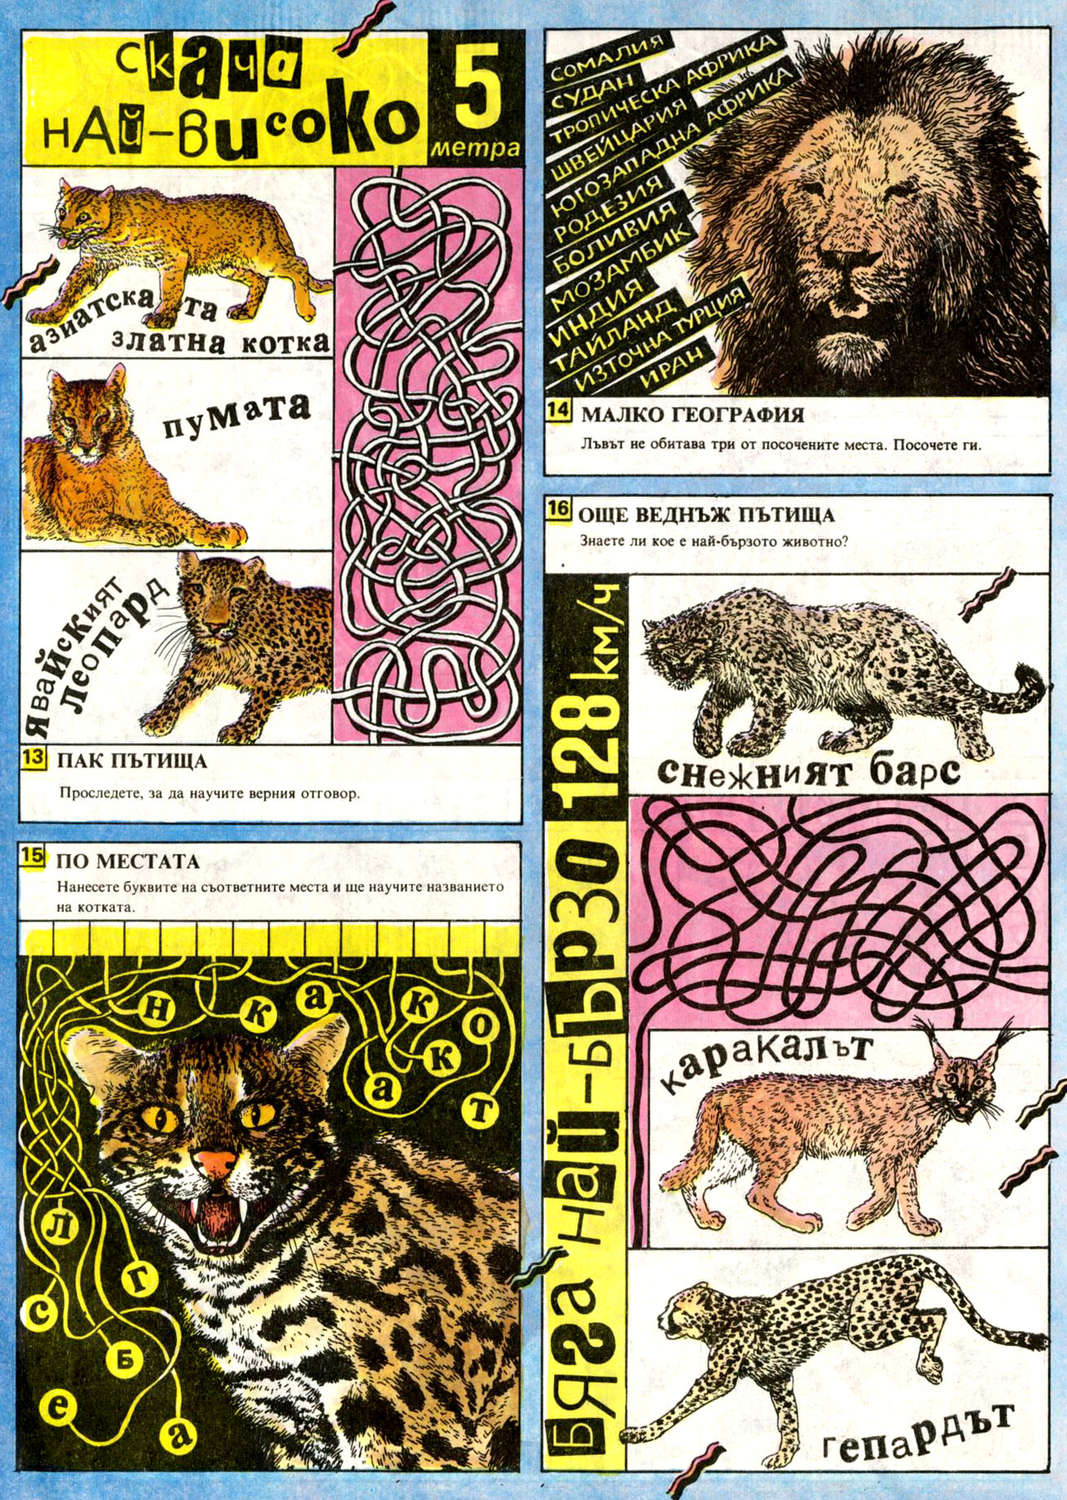 скача
най-високо
5
метра
азиатската
златна котка
пумата
явайският
леопард
13 ПАК ПЪТИЩА
Проследете, за да научите верния отговор.
15 ПО МЕСТАТА
Нанесете буквите на съответните места и ще научите названието
на котката.
н к а к о
а к т
л
г
с
б
е
а
СОМАЛИЯ
СУДАН
ТРОПИЧЕСКА АФРИКА
ШВЕЙЦАРИЯ
ЮГОЗАПАДНА АФРИКА
РОДЕЗИЯ
БОЛИВИЯ
МОЗАМБИК
ИНДИЯ
ТАЙЛАНД
ИЗТОЧНА ТУРЦИЯ
ИРАН
14 МАЛКО ГЕОГРАФИЯ
Лъвът не обитава три от посочените места. Посочете ги.
16 ОЩЕ ВЕДНЪЖ ПЪТИЩА
Знаете ли кое е най-бързото животно?
Бяга най-бързо 128 км/ч
снежният барс
каракалът
гепардът